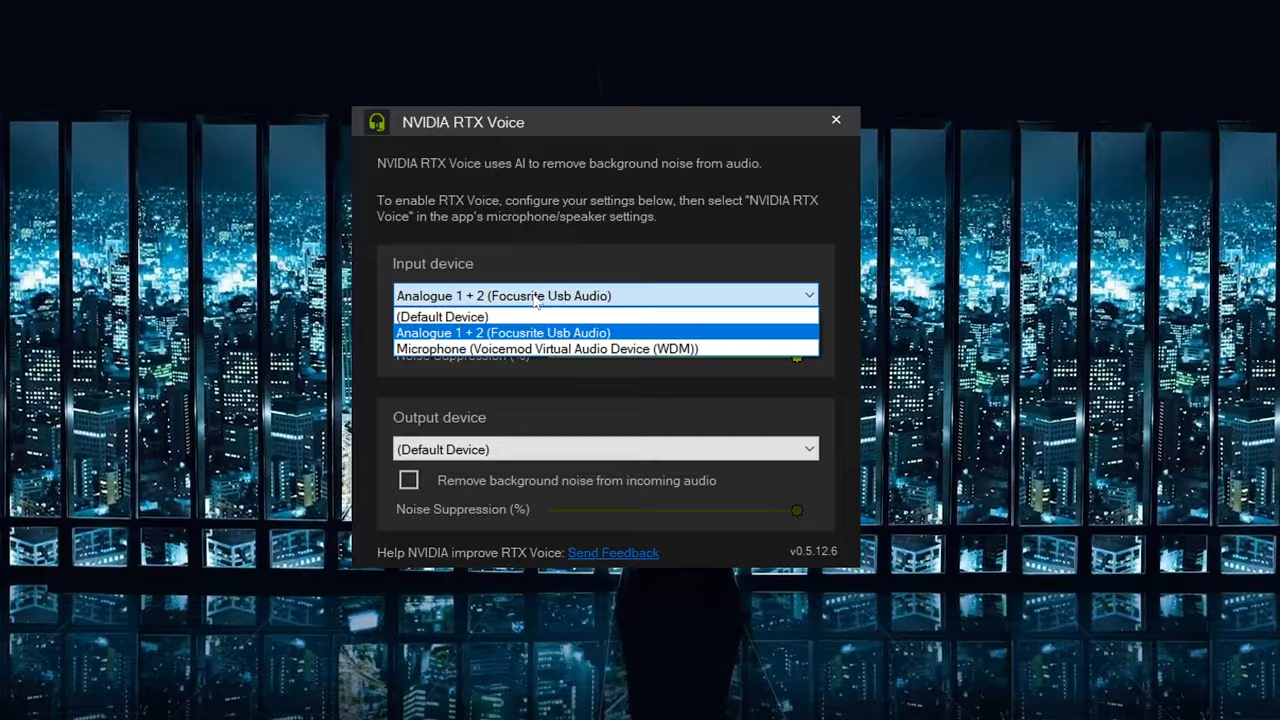 NVIDIA RTX Voice
NVIDIA RTX Voice uses AI to remove background noise from audio.
To enable RTX Voice, configure your settings below, then select "NVIDIA RTX
Voice" in the app's microphone/speaker settings.
Input device
Analogue 1 + 2 (Focusrite Usb Audio)
(Default Device)
Analogue 1 + 2 (Focusrite Usb Audio)
Microphone (Voicemod Virtual Audio Device (WDM))
Noise Suppression (%)
Output device
(Default Device)
Remove background noise from incoming audio
Noise Suppression (%)
Help NVIDIA improve RTX Voice: Send Feedback
v0.5.12.6